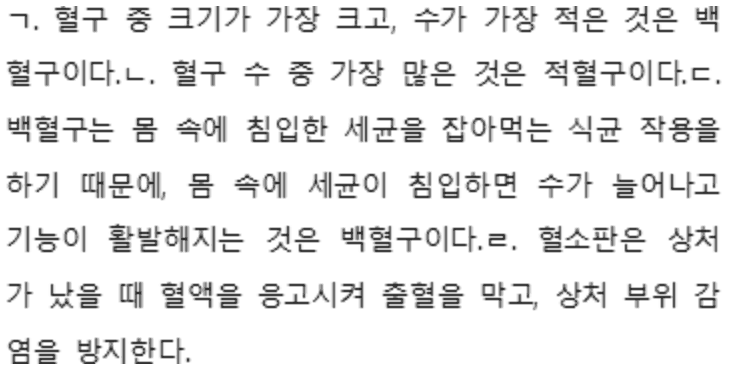 ㄱ. 혈구 중 크기가 가장 크고, 수가 가장 적은 것은 백
혈구이다.ㄴ. 혈구 수 중 가장 많은 것은 적혈구이다.ㄷ.
백혈구는 몸 속에 침입한 세균을 잡아먹는 식균 작용을
하기 때문에, 몸 속에 세균이 침입하면 수가 늘어나고
기능이 활발해지는 것은 백혈구이다.ㄹ. 혈소판은 상처
가 났을 때 혈액을 응고시켜 출혈을 막고, 상처 부위 감
염을 방지한다.